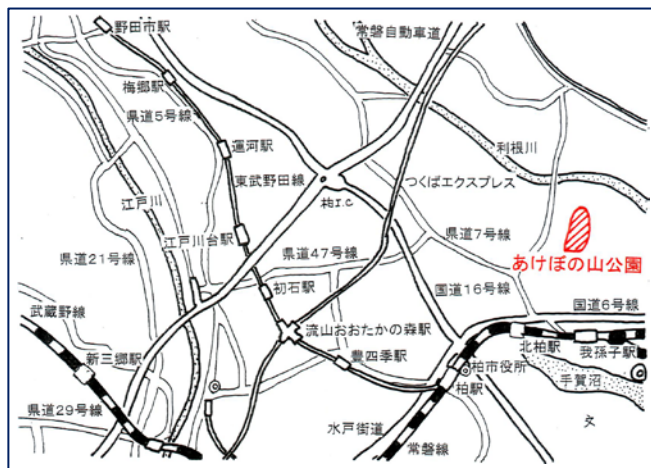 野田市駅
常磐自動車道
梅郷駅
県道5号線
運河駅
利根川
東武野田線
つくばエクスプレス
柏I.C
江戸川
江戸川台駅
県道7号線
県道47号線
県道21号線
あけぼの山公園
初石駅
国道16号線
国道6号線
武蔵野線
流山おおたかの森駅
新三郷駅
北柏駅
我孫子駅
豊四季駅
柏市役所
柏駅
手賀沼
県道29号線
水戸街道
常磐線